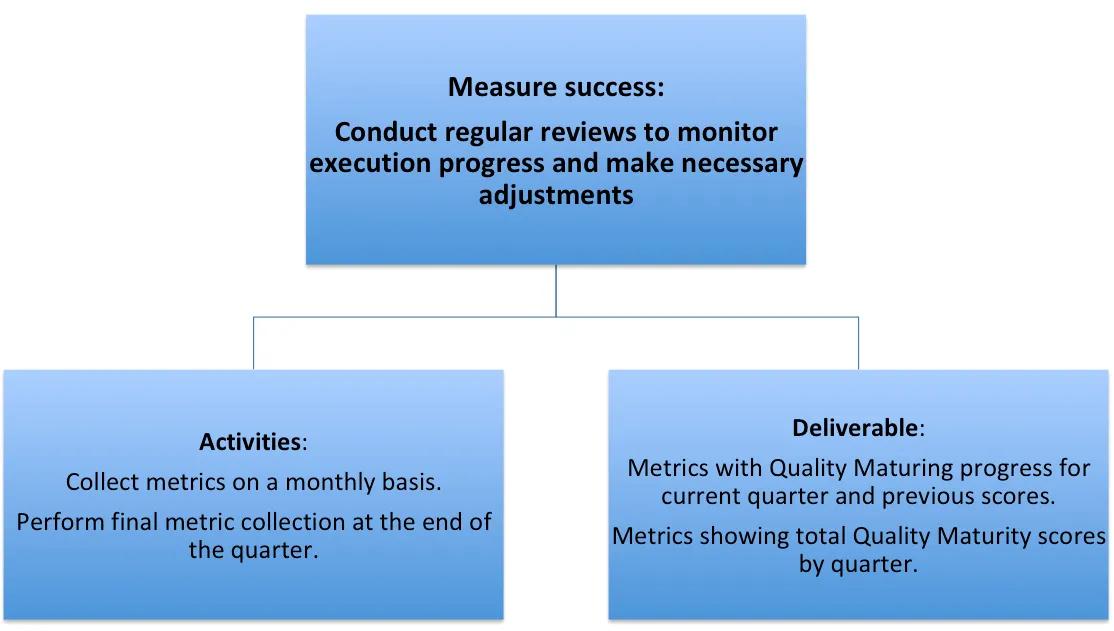 Measure success:
Conduct regular reviews to monitor
execution progress and make necessary
adjustments
Activities:
Collect metrics on a monthly basis.
Perform final metric collection at the end of
the quarter.
Deliverable:
Metrics with Quality Maturing progress for
current quarter and previous scores.
Metrics showing total Quality Maturity scores
by quarter.